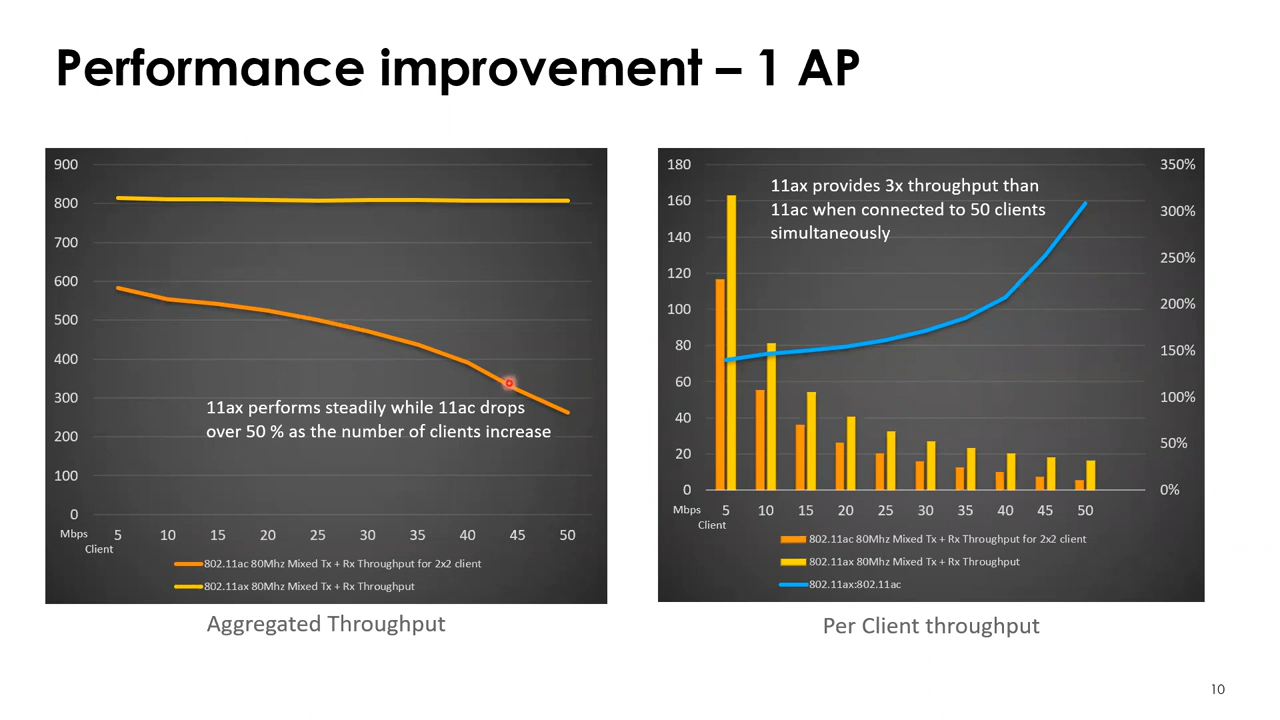 Performance improvement – 1 AP
900
800
700
600
500
400
300
200
100
0
11ax performs steadily while 11ac drops
over 50 % as the number of clients increase
Mbps
Client
5 10 15 20 25 30 35 40 45 50
802.11ac 80Mhz Mixed Tx + Rx Throughput for 2x2 client
802.11ax 80Mhz Mixed Tx + Rx Throughput
Aggregated Throughput
180
160
140
120
100
80
60
40
20
0
11ax provides 3x throughput than
11ac when connected to 50 clients
simultaneously
350%
300%
250%
200%
150%
100%
50%
0%
Mbps
Client
5 10 15 20 25 30 35 40 45 50
802.11ac 80Mhz Mixed Tx + Rx Throughput for 2x2 client
802.11ax 80Mhz Mixed Tx + Rx Throughput
802.11ax:802.11ac
Per Client throughput
10